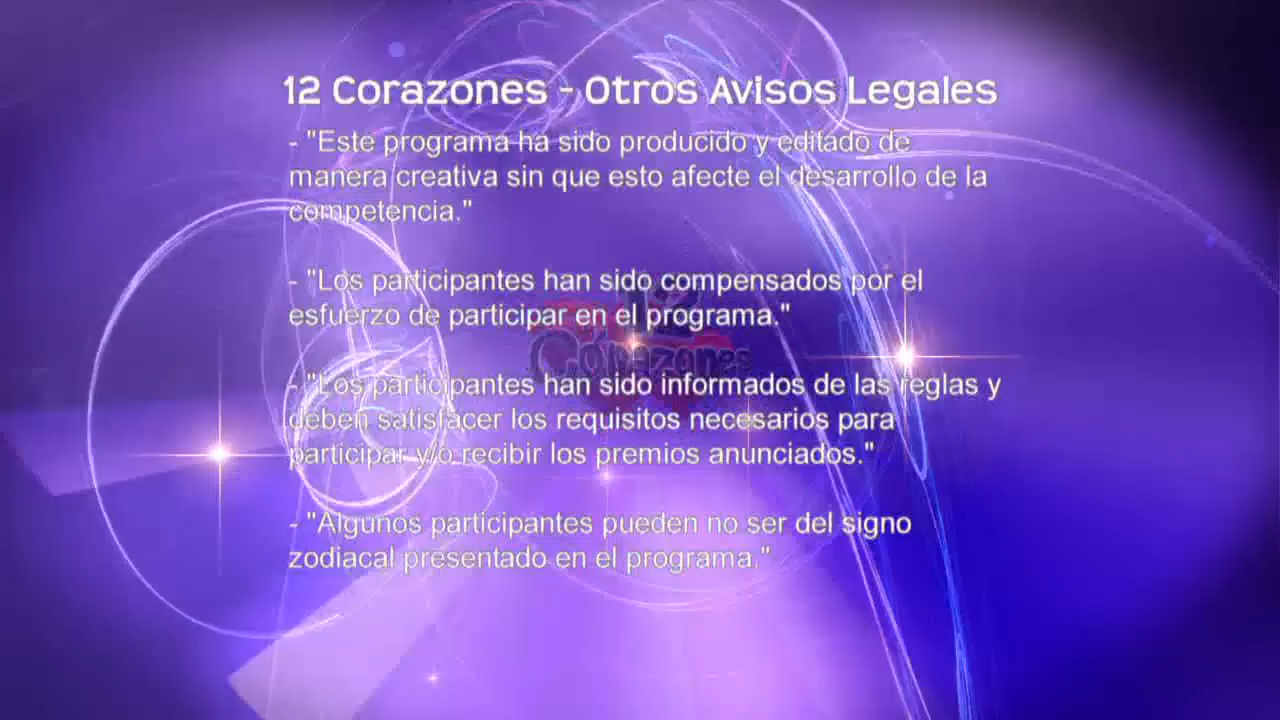 12 Corazones - Otros Avisos Legales
- "Este programa ha sido producido y editado de
manera creativa sin que esto afecte el desarrollo de la
competencia."
- "Los participantes han sido compensados por el
esfuerzo de participar en el programa."
12
Corazones
- "Los participantes han sido informados de las reglas y
deben satisfacer los requisitos necesarios para
participar y/o recibir los premios anunciados."
- "Algunos participantes pueden no ser del signo
zodiacal presentado en el programa."